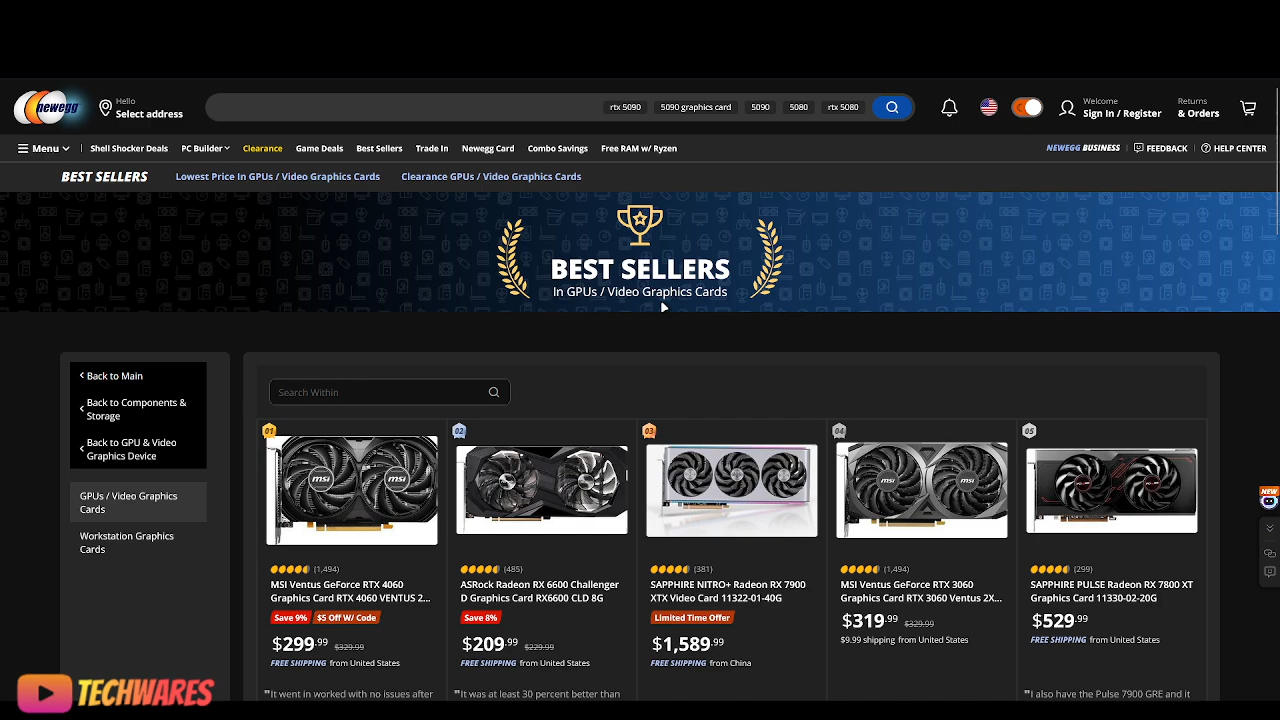 newegg
Hello
Select address
rtx 5090
5090 graphics card
5090
5080
rtx 5080
Welcome
Sign In / Register
Returns
& Orders
Menu
Shell Shocker Deals
PC Builder
Clearance
Game Deals
Best Sellers
Trade In
Newegg Card
Combo Savings
Free RAM w/ Ryzen
NEWEGG BUSINESS
FEEDBACK
HELP CENTER
BEST SELLERS
Lowest Price In GPUs / Video Graphics Cards
Clearance GPUs / Video Graphics Cards
BEST SELLERS
In GPUs / Video Graphics Cards
Back to Main
Back to Components &
Storage
Back to GPU & Video
Graphics Device
GPUs / Video Graphics
Cards
Workstation Graphics
Cards
Search Within
01
msi
msi
(1,494)
MSI Ventus GeForce RTX 4060
Graphics Card RTX 4060 VENTUS 2...
Save 9%
$5 Off W/ Code
$299.99 $329.99
FREE SHIPPING from United States
"It went in worked with no issues after
02
(485)
ASRock Radeon RX 6600 Challenger
D Graphics Card RX6600 CLD 8G
Save 8%
$209.99 $229.99
FREE SHIPPING from United States
"It was at least 30 percent better than
03
(381)
SAPPHIRE NITRO+ Radeon RX 7900
XTX Video Card 11322-01-40G
Limited Time Offer
$1,589.99
FREE SHIPPING from China
04
msi
msi
(1,494)
MSI Ventus GeForce RTX 3060
Graphics Card RTX 3060 Ventus 2X...
$319.99 $329.99
$9.99 shipping from United States
05
(299)
SAPPHIRE PULSE Radeon RX 7800 XT
Graphics Card 11330-02-20G
$529.99
FREE SHIPPING from United States
"I also have the Pulse 7900 GRE and it
NEW
TECHWARES